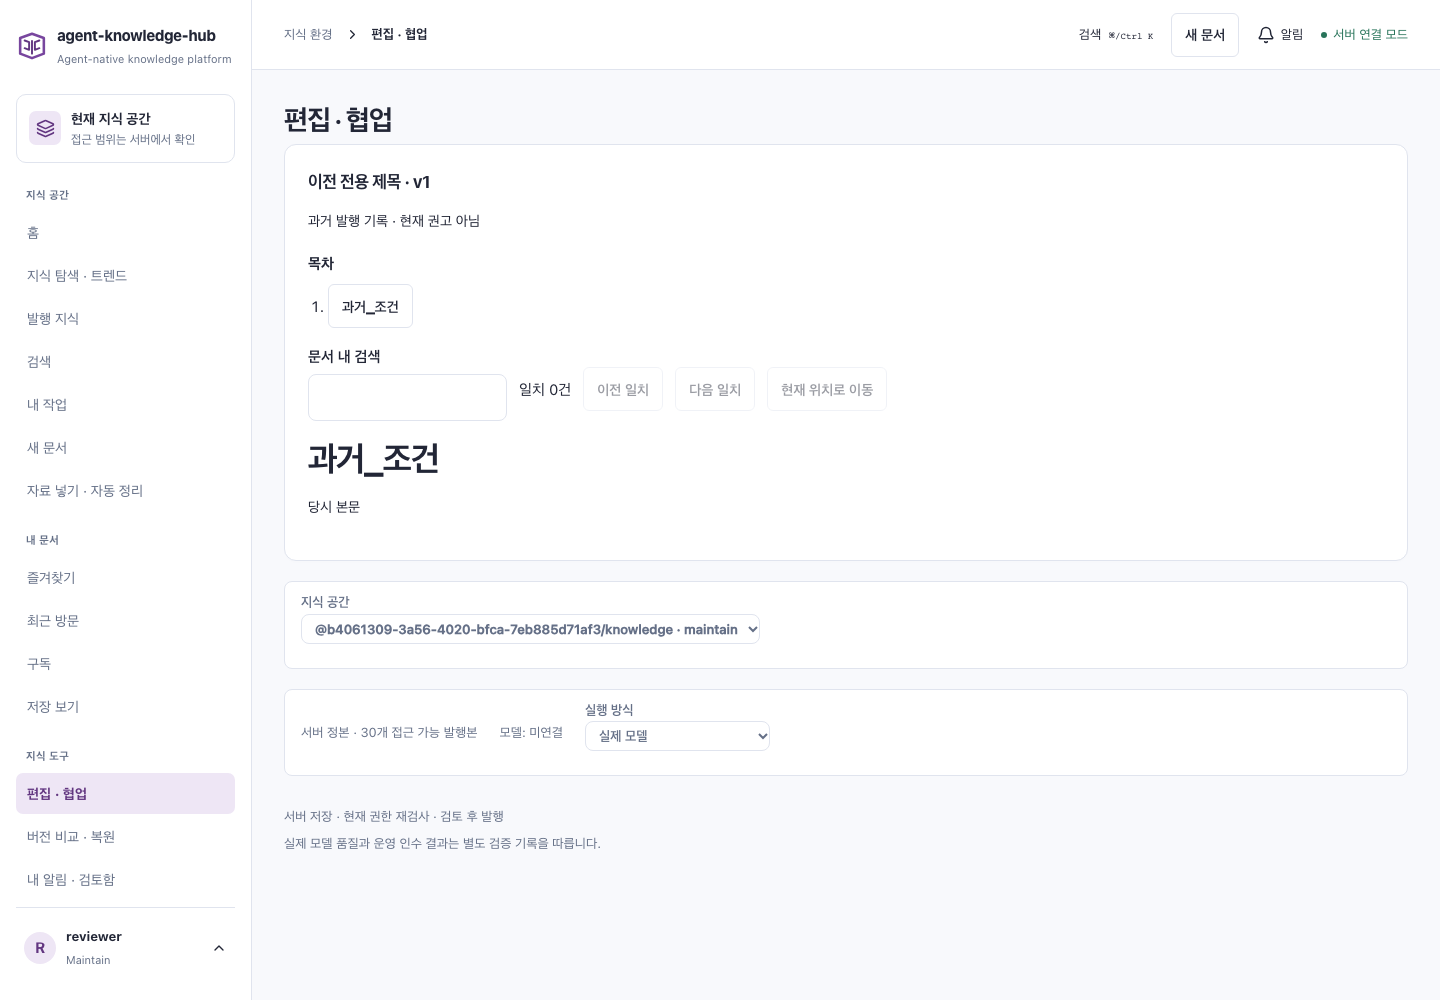 agent-knowledge-hub
Agent-native knowledge platform
현재 지식 공간
접근 범위는 서버에서 확인
지식 공간
홈
지식 탐색 · 트렌드
발행 지식
검색
내 작업
새 문서
자료 넣기 · 자동 정리
내 문서
즐겨찾기
최근 방문
구독
저장 보기
지식 도구
편집 · 협업
버전 비교 · 복원
내 알림 · 검토함
R
reviewer
Maintain
지식 환경
편집 · 협업
검색 ⌘/Ctrl K
새 문서
알림
서버 연결 모드
편집 · 협업
이전 전용 제목 · v1
과거 발행 기록 · 현재 권고 아님
목차
1. 과거_조건
문서 내 검색
일치 0건
이전 일치
다음 일치
현재 위치로 이동
과거_조건
당시 본문
지식 공간
@b4061309-3a56-4020-bfca-7eb885d71af3/knowledge · maintain
서버 정본 · 30개 접근 가능 발행본
모델: 미연결
실행 방식
실제 모델
서버 저장 · 현재 권한 재검사 · 검토 후 발행
실제 모델 품질과 운영 인수 결과는 별도 검증 기록을 따릅니다.